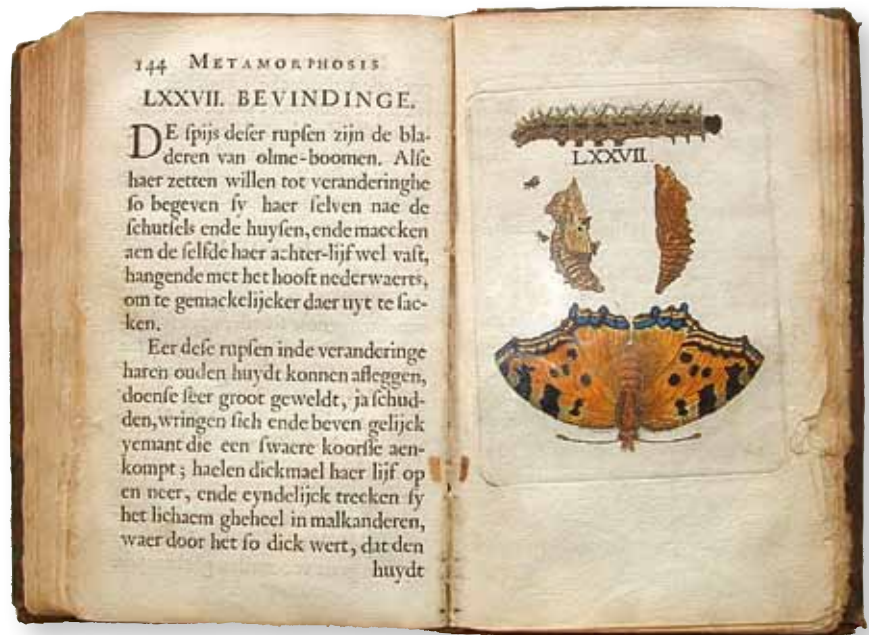 144 METAMORPHOSIS
LXXVII. BEVINDINGE.
DE ſpijs deſer rupſen zijn de bla-
deren van olme-boomen. Alſe
haer zetten willen tot veranderinghe
ſo begeven ſy haer ſelven nae de
ſchutſels ende huyſen, ende maecken
aen de ſelfde haer achter-lijf wel vaſt,
hangende met het hooft nederwaerts,
om te gemackelijcker daer uyt te ſac-
ken.
Eer deſe rupſen inde veranderinge
haren ouden huydt konnen afleggen,
doenſe ſeer groot geweldt, ja ſchud-
den, wringen ſich ende beven gelijck
yemant die een ſwaere koorſſe aen-
kompt; haelen dickmael haer lijf op
en neer, ende eyndelijck trecken ſy
het lichaem gheheel in malkanderen,
waer door het ſo dick wert, dat den
huydt
LXXVII.